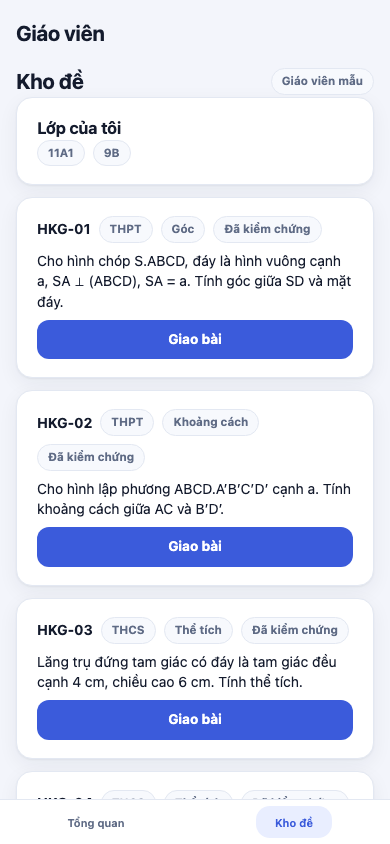 Giáo viên
Kho đề
Giáo viên mẫu
Lớp của tôi
11A1 9B
HKG-01 THPT Góc Đã kiểm chứng
Cho hình chóp S.ABCD, đáy là hình vuông cạnh
a, SA ⊥ (ABCD), SA = a. Tính góc giữa SD và mặt
đáy.
Giao bài
HKG-02 THPT Khoảng cách
Đã kiểm chứng
Cho hình lập phương ABCD.A’B’C’D’ cạnh a. Tính
khoảng cách giữa AC và B’D’.
Giao bài
HKG-03 THCS Thể tích Đã kiểm chứng
Lăng trụ đứng tam giác có đáy là tam giác đều
cạnh 4 cm, chiều cao 6 cm. Tính thể tích.
Giao bài
Tổng quan Kho đề